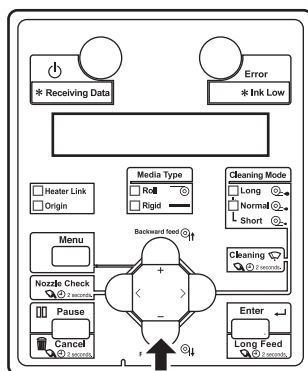 Error
* Receiving Data
* Ink Low
Media Type
Cleaning Mode
Heater Link
Roll
Long
Origin
Rigid
Normal
Short
Backward feed
Menu
Cleaning
2 seconds.
Nozzle Check
2 seconds.
+
< >
−
Pause
Enter
Cancel
2 seconds.
Long Feed
2 seconds.